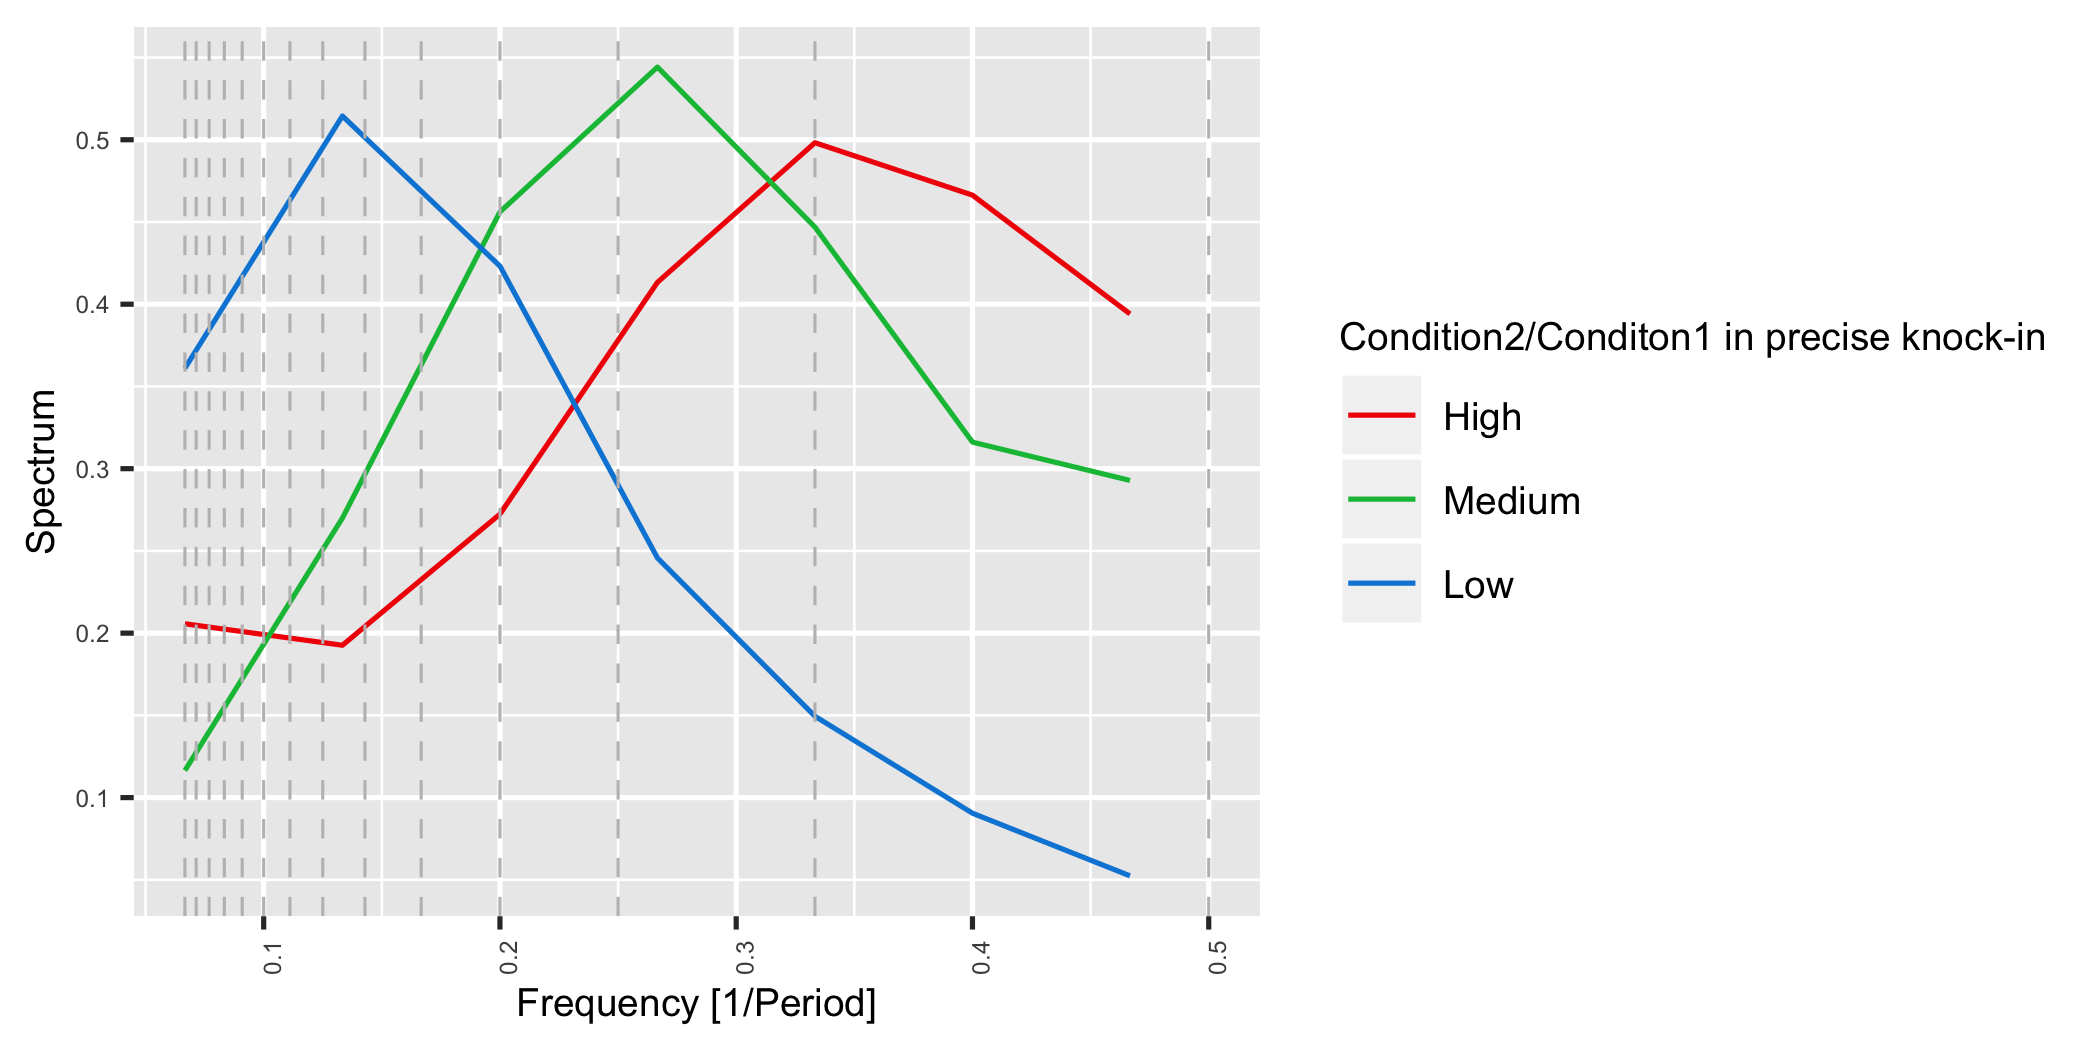 Spectrum
0.5
0.4
0.3
0.2
0.1
0.1
0.2
0.3
0.4
0.5
Frequency [1/Period]
Condition2/Conditon1 in precise knock-in
High
Medium
Low